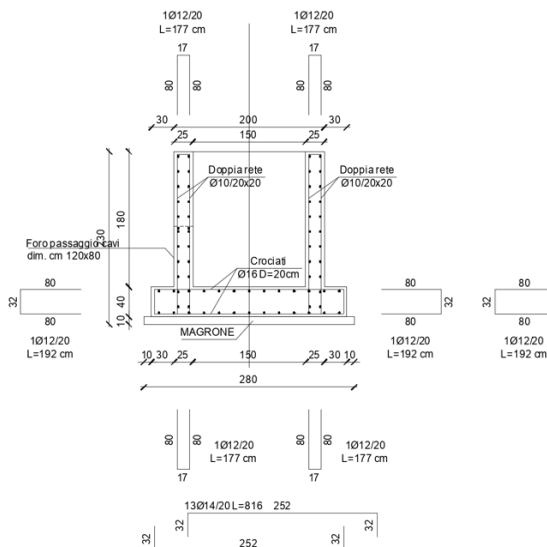 1Ø12/20 1Ø12/20
L=177 cm L=177 cm
17 17
80 80 80 80
30 200 30
25 150 25
Doppia rete Doppia rete
Ø10/20x20 Ø10/20x20
180
230
Foro passaggio cavi
dim. cm 120x80
Crociati
Ø16 D=20cm
80 80
32 40 32 32
10
MAGRONE
80 80 80
1Ø12/20 1Ø12/20 1Ø12/20
L=192 cm L=192 cm L=192 cm
10 30 25 150 25 30 10
280
80 80 80 80
1Ø12/20 1Ø12/20
L=177 cm L=177 cm
17 17
13Ø14/20 L=816 252
32 32
32 252 32